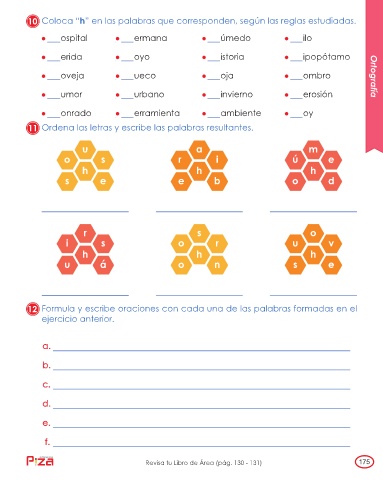 10 Coloca "h" en las palabras que corresponden, según las reglas estudiadas.
• ___ospital • ___ermana • ___úmedo • ___ilo
• ___erida • ___oyo • ___istoria • ___ipopótamo
• ___oveja • ___ueco • ___oja • ___ombro
• ___umor • ___urbano • ___invierno • ___erosión
• ___onrado • ___erramienta • ___ambiente • ___oy
Ortografía
11 Ordena las letras y escribe las palabras resultantes.
u a m
o s r i ú e
h h h
s e e b o d
r s o
i s o r u v
h h h
u á o n s e
12 Formula y escribe oraciones con cada una de las palabras formadas en el
ejercicio anterior.
a.
b.
c.
d.
e.
f.
Piza
Revisa tu Libro de Área (pág. 130 - 131)
175